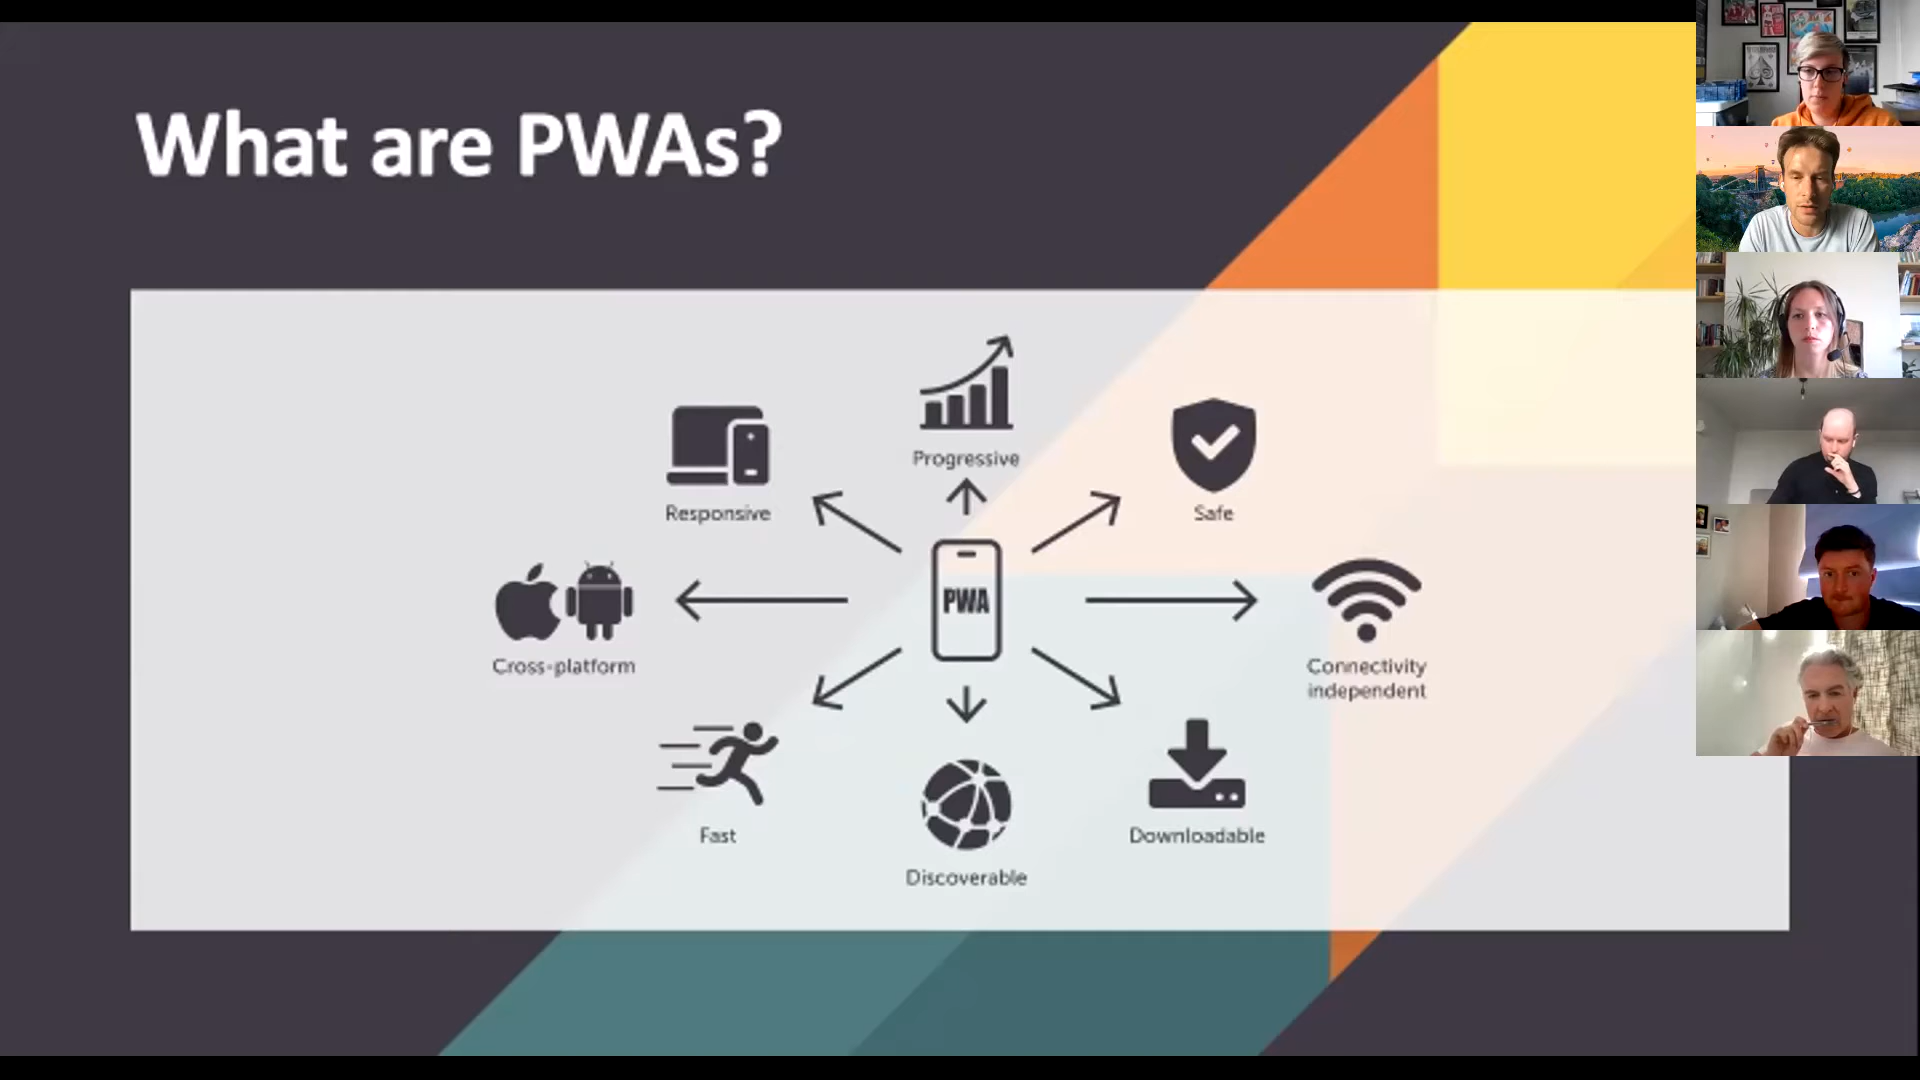 What are PWAs?
Progressive
Responsive
Safe
PWA
Cross-platform
Connectivity
independent
Fast
Downloadable
Discoverable